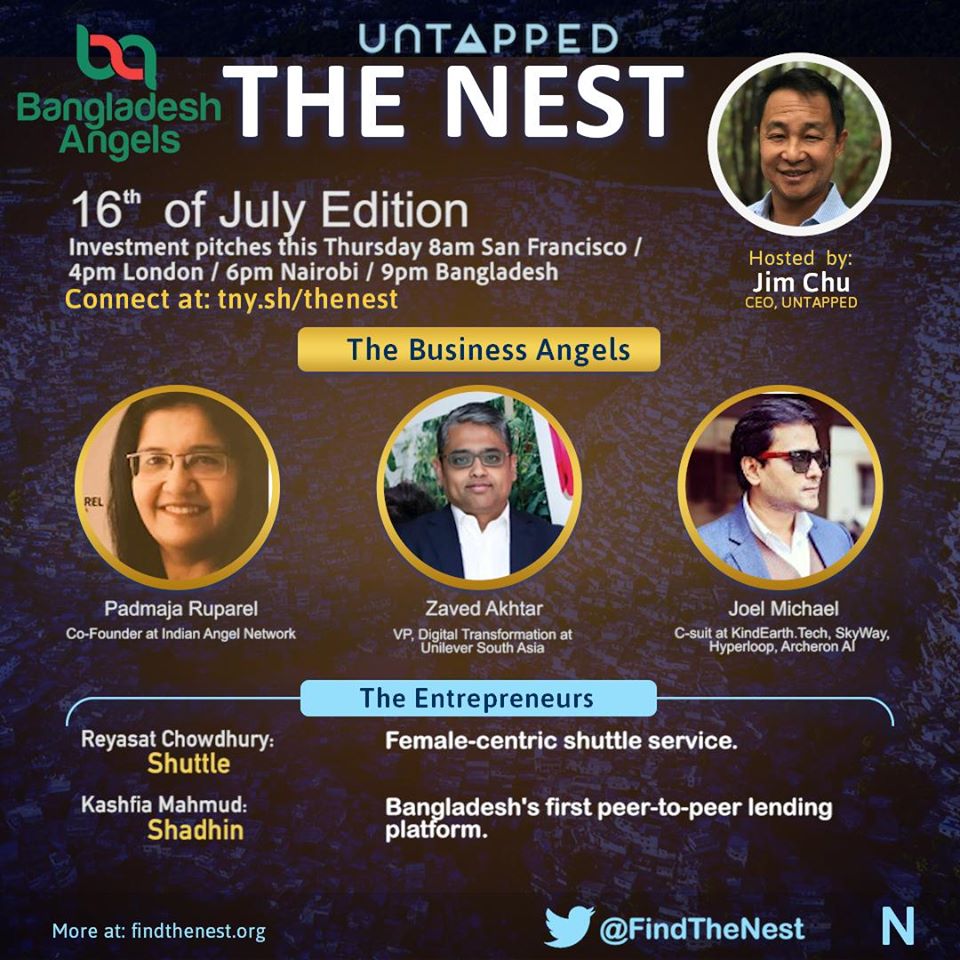 UNTAPPED
THE NEST
Bangladesh
Angels
16th of July Edition
Investment pitches this Thursday 8am San Francisco /
4pm London / 6pm Nairobi / 9pm Bangladesh
Connect at: tny.sh/thenest
Hosted by:
Jim Chu
CEO, UNTAPPED
The Business Angels
REL
Padmaja Ruparel
Co-Founder at Indian Angel Network
Zaved Akhtar
VP, Digital Transformation at
Unilever South Asia
Joel Michael
C-suit at KindEarth.Tech, SkyWay,
Hyperloop, Archeron AI
The Entrepreneurs
Reyasat Chowdhury:
Shuttle
Female-centric shuttle service.
Kashfia Mahmud:
Shadhin
Bangladesh's first peer-to-peer lending
platform.
More at: findthenest.org
@FindTheNest
N